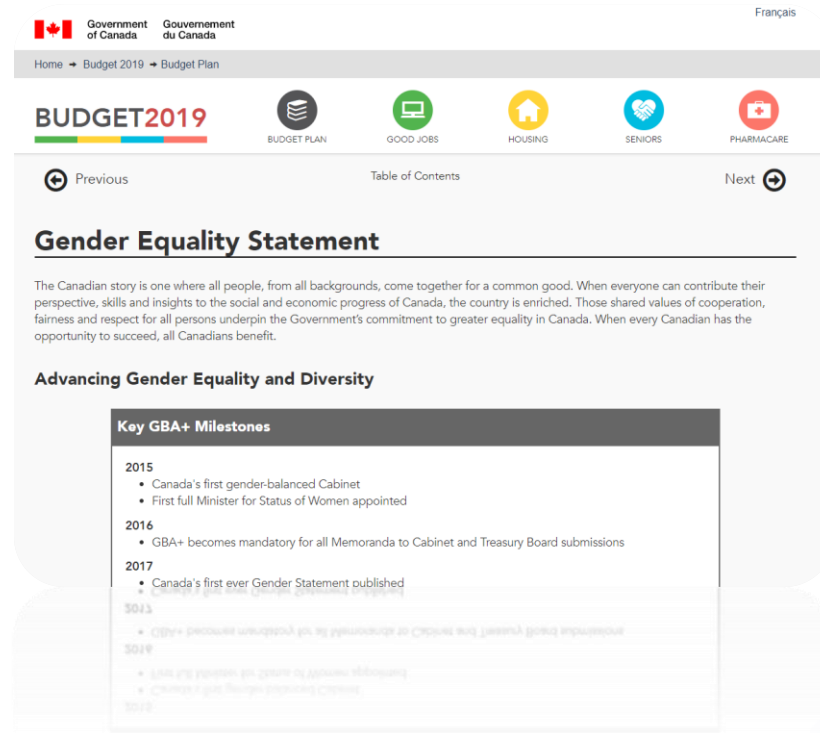 Français
Government Gouvernement
of Canada du Canada
Home → Budget 2019 → Budget Plan
BUDGET2019
BUDGET PLAN GOOD JOBS HOUSING SENIORS PHARMACARE
Previous Table of Contents Next
Gender Equality Statement
The Canadian story is one where all people, from all backgrounds, come together for a common good. When everyone can contribute their
perspective, skills and insights to the social and economic progress of Canada, the country is enriched. Those shared values of cooperation,
fairness and respect for all persons underpin the Government's commitment to greater equality in Canada. When every Canadian has the
opportunity to succeed, all Canadians benefit.
Advancing Gender Equality and Diversity
Key GBA+ Milestones
2015
• Canada's first gender-balanced Cabinet
• First full Minister for Status of Women appointed
2016
• GBA+ becomes mandatory for all Memoranda to Cabinet and Treasury Board submissions
2017
• Canada's first ever Gender Statement published